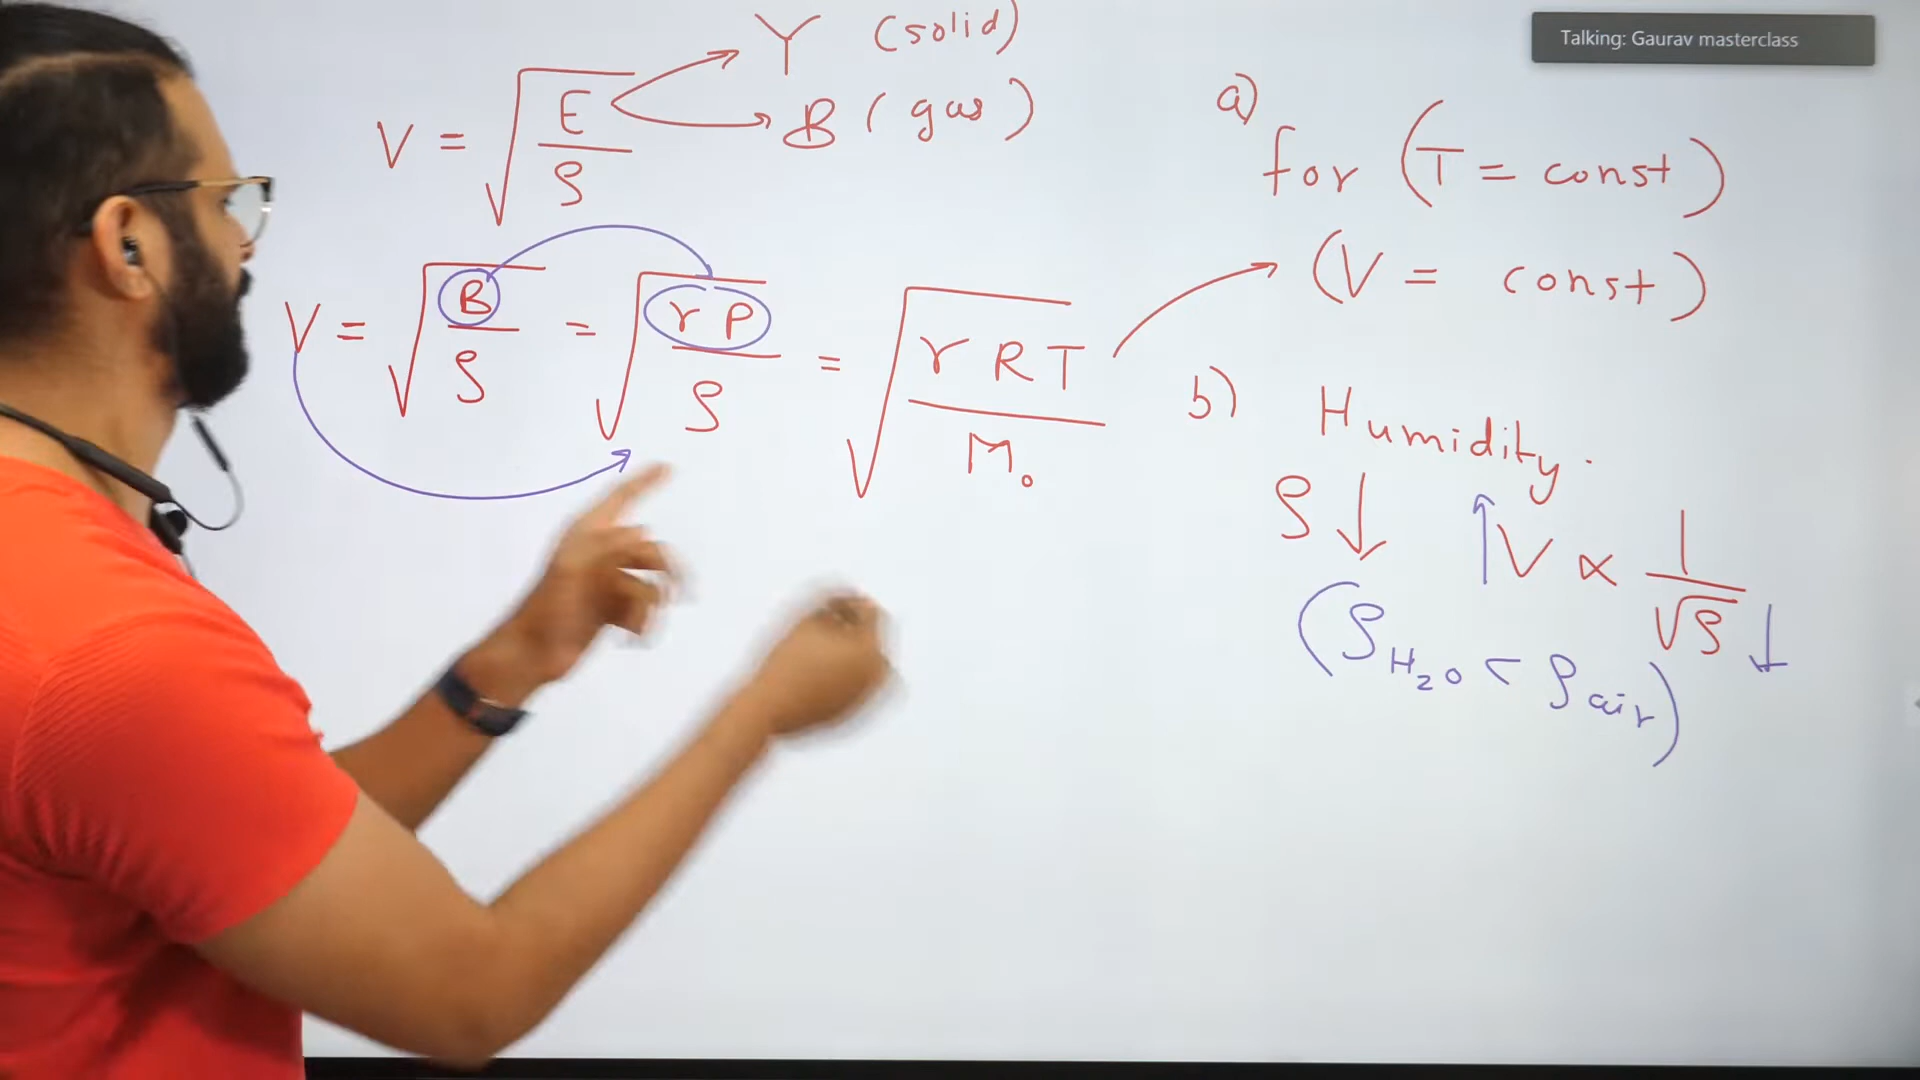 Talking: Gaurav masterclass
Y (solid)
V = √(E/ρ)
B (gas)
V = √(B/ρ) = √(γP/ρ) = √(γRT/M₀)
a)
for (T = const)
(V = const)
b) Humidity.
ρ↓ ↑V ∝ 1/√ρ↓
(ρH₂O < ρair)